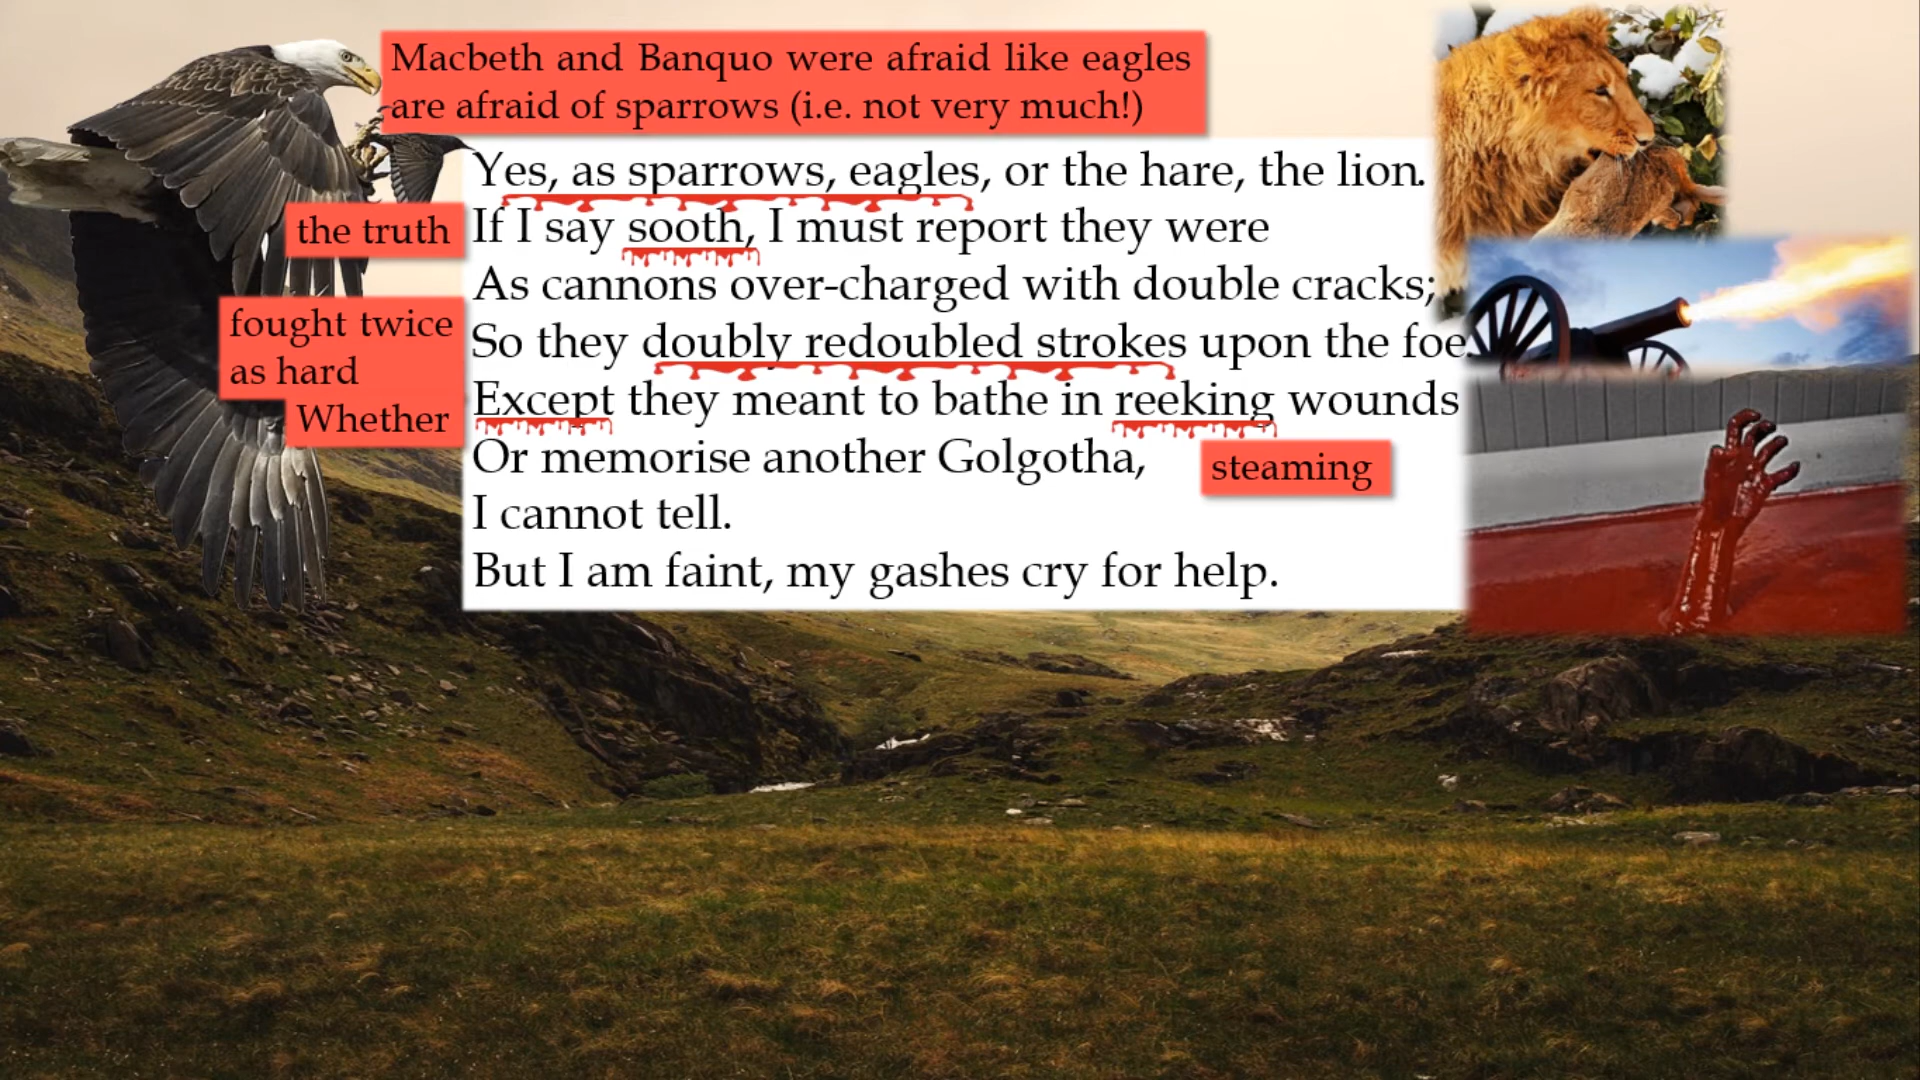 Macbeth and Banquo were afraid like eagles
are afraid of sparrows (i.e. not very much!)
Yes, as sparrows, eagles, or the hare, the lion.
the truth
If I say sooth, I must report they were
As cannons over-charged with double cracks;
fought twice
as hard
So they doubly redoubled strokes upon the foe.
Whether
Except they meant to bathe in reeking wounds
Or memorise another Golgotha,
steaming
I cannot tell.
But I am faint, my gashes cry for help.